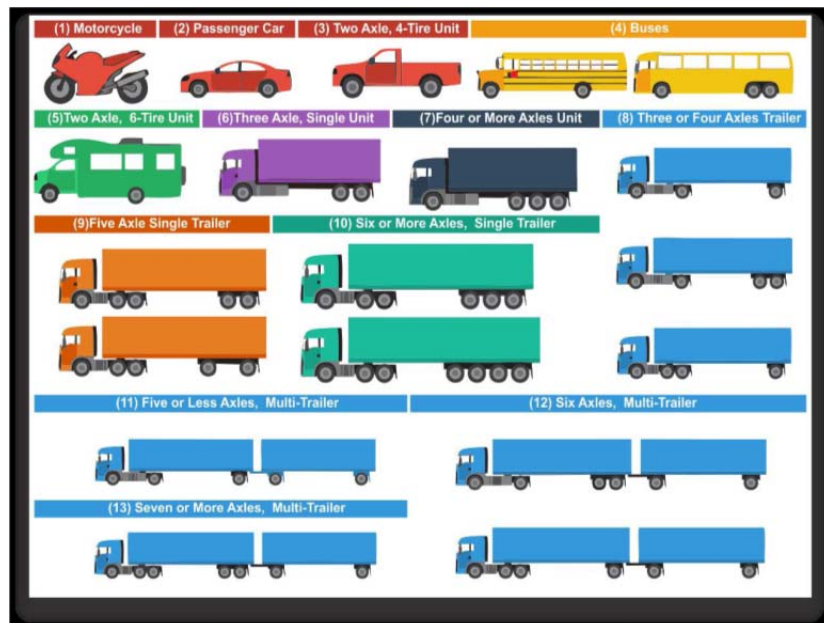 (1) Motorcycle
(2) Passenger Car
(3) Two Axle, 4-Tire Unit
(4) Buses
(5)Two Axle, 6-Tire Unit
(6)Three Axle, Single Unit
(7)Four or More Axles Unit
(8) Three or Four Axles Trailer
(9)Five Axle Single Trailer
(10) Six or More Axles, Single Trailer
(11) Five or Less Axles, Multi-Trailer
(12) Six Axles, Multi-Trailer
(13) Seven or More Axles, Multi-Trailer